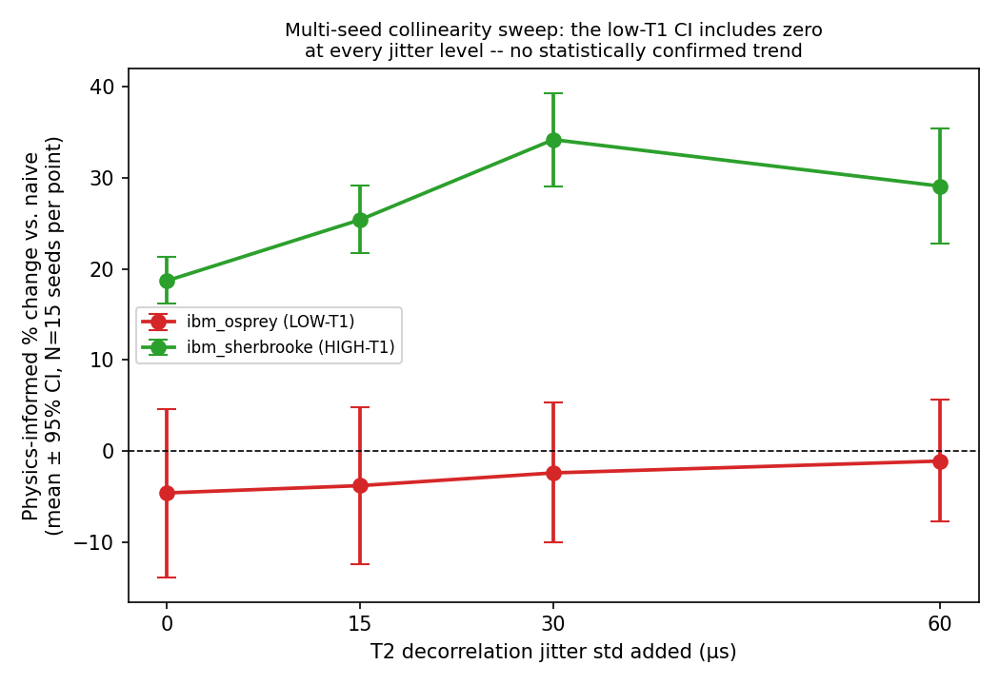 Multi-seed collinearity sweep: the low-T1 CI includes zero
at every jitter level -- no statistically confirmed trend
Physics-informed % change vs. naive
(mean ± 95% CI, N=15 seeds per point)
40
30
20
10
0
−10
ibm_osprey (LOW-T1)
ibm_sherbrooke (HIGH-T1)
0
15
30
60
T2 decorrelation jitter std added (μs)